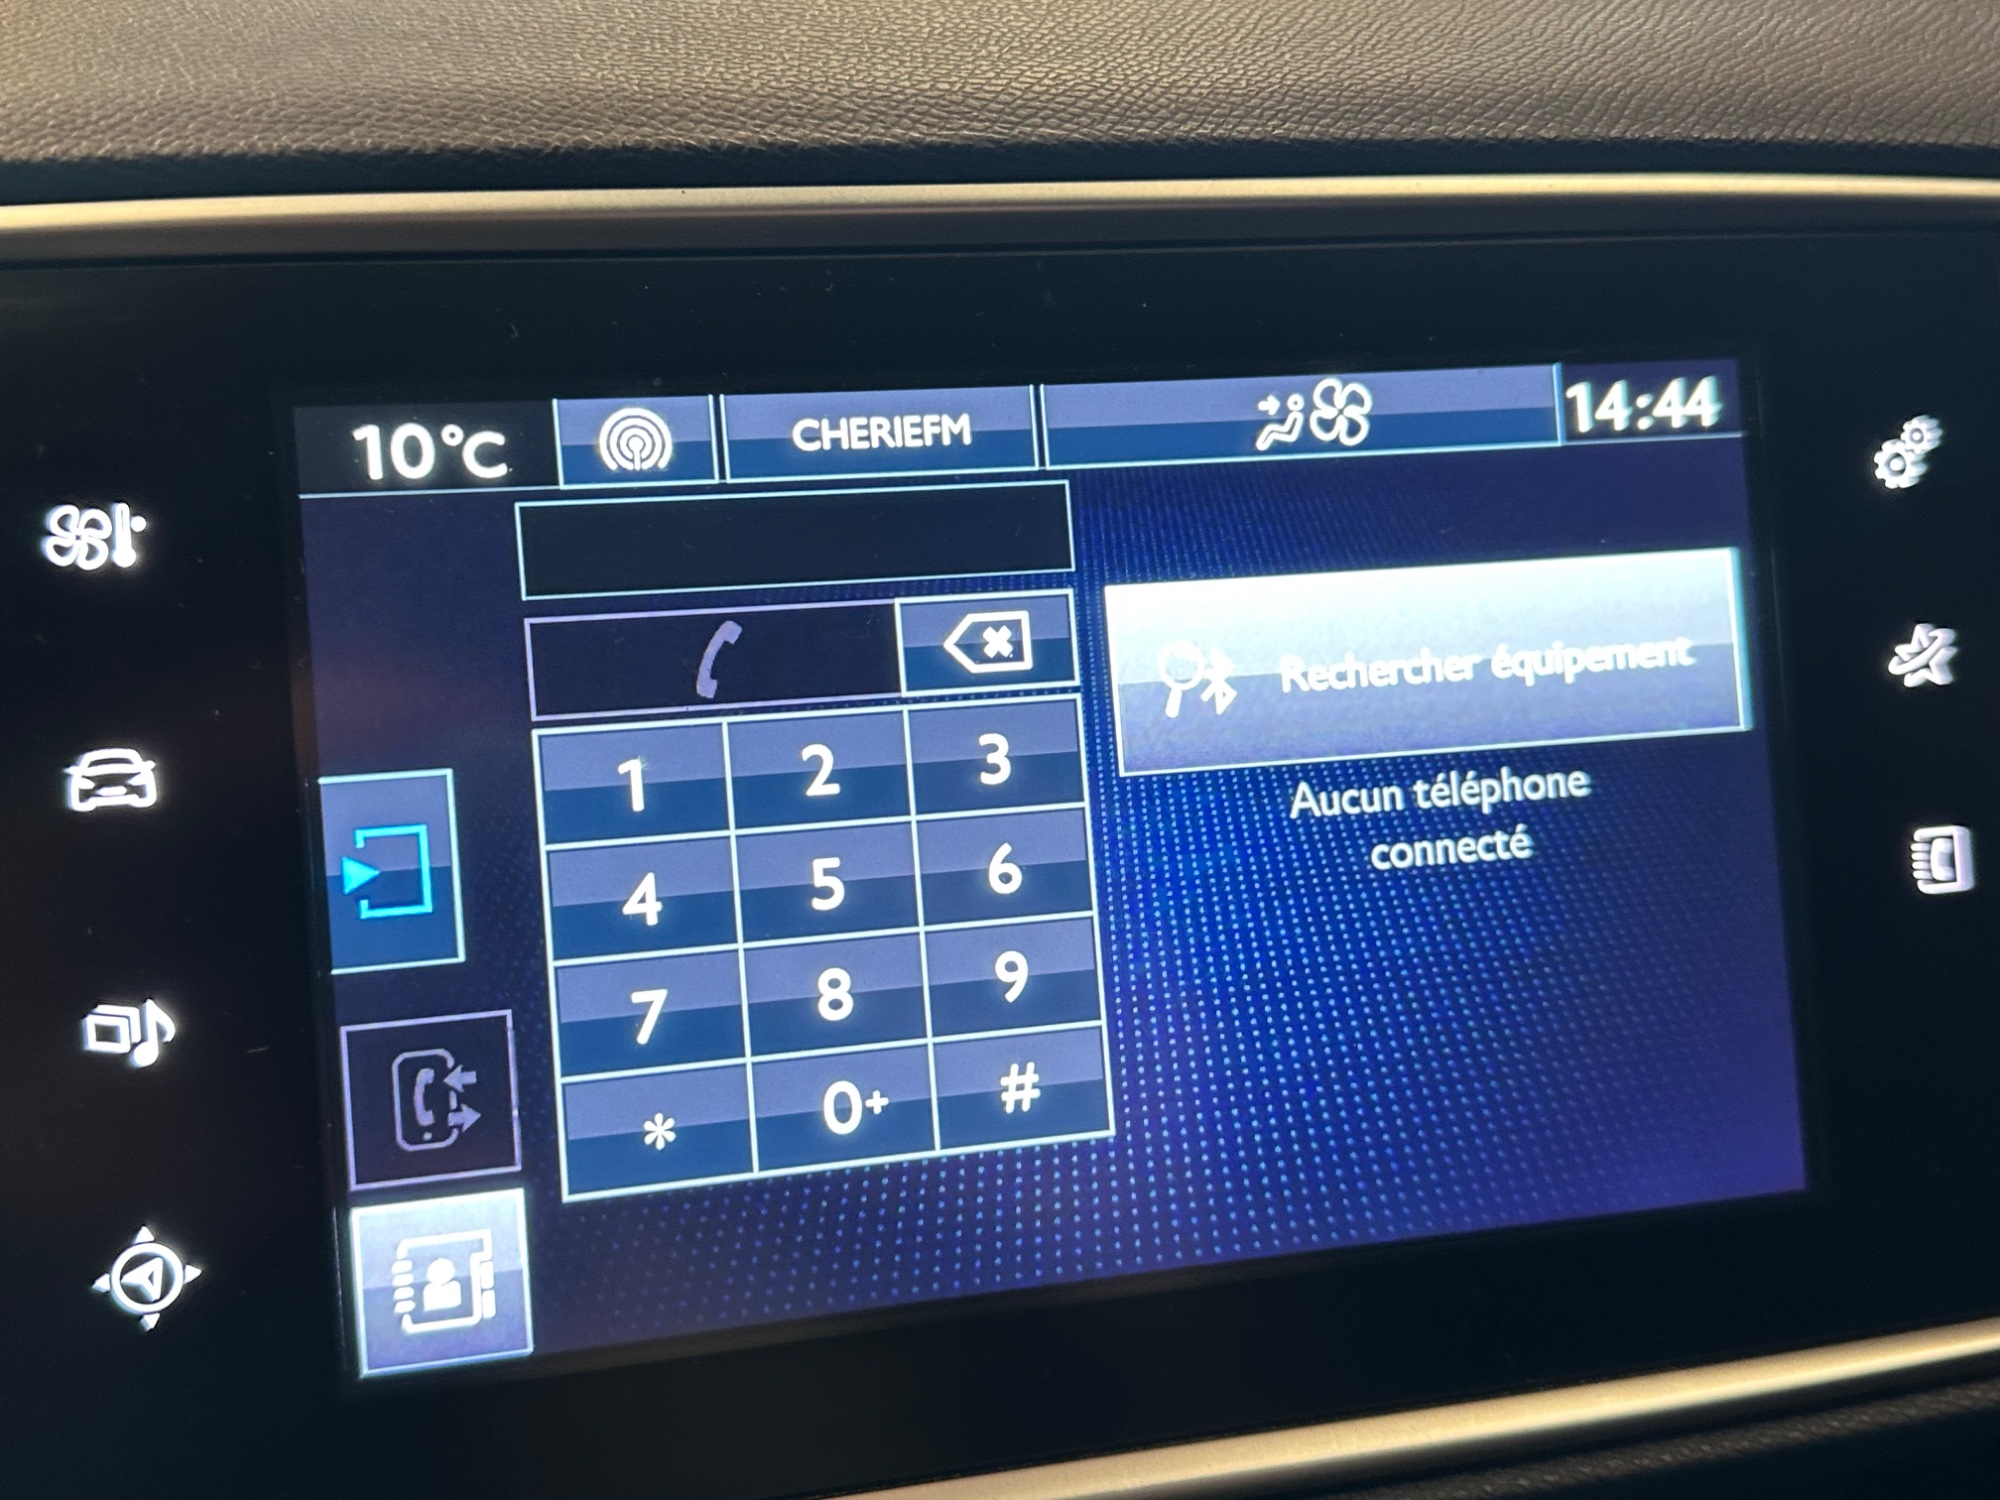 10°C CHERIEFM 14:44
Rechercher équipement
Aucun téléphone
connecté
1 2 3
4 5 6
7 8 9
* 0+ #